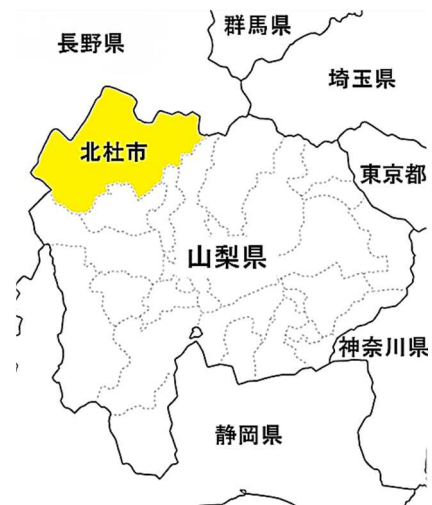 群馬県
長野県
埼玉県
北杜市
東京都
山梨県
神奈川県
静岡県